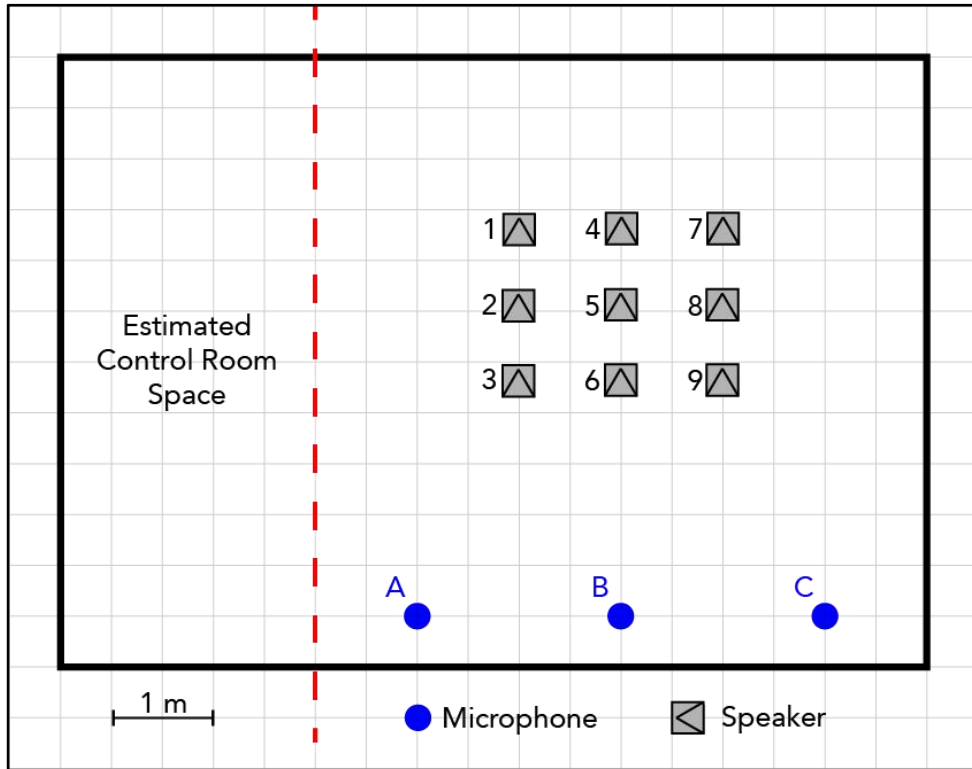 1 4 7
2 5 8
Estimated
Control Room
Space
3 6 9
A B C
1 m
Microphone Speaker